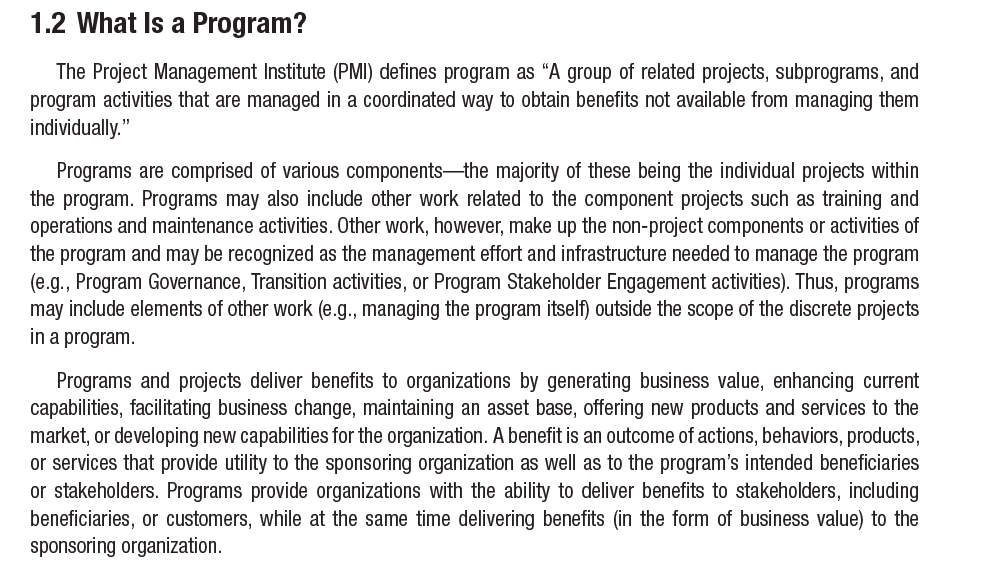 1.2 What Is a Program?
The Project Management Institute (PMI) defines program as “A group of related projects, subprograms, and
program activities that are managed in a coordinated way to obtain benefits not available from managing them
individually.”
Programs are comprised of various components—the majority of these being the individual projects within
the program. Programs may also include other work related to the component projects such as training and
operations and maintenance activities. Other work, however, make up the non-project components or activities of
the program and may be recognized as the management effort and infrastructure needed to manage the program
(e.g., Program Governance, Transition activities, or Program Stakeholder Engagement activities). Thus, programs
may include elements of other work (e.g., managing the program itself) outside the scope of the discrete projects
in a program.
Programs and projects deliver benefits to organizations by generating business value, enhancing current
capabilities, facilitating business change, maintaining an asset base, offering new products and services to the
market, or developing new capabilities for the organization. A benefit is an outcome of actions, behaviors, products,
or services that provide utility to the sponsoring organization as well as to the program’s intended beneficiaries
or stakeholders. Programs provide organizations with the ability to deliver benefits to stakeholders, including
beneficiaries, or customers, while at the same time delivering benefits (in the form of business value) to the
sponsoring organization.